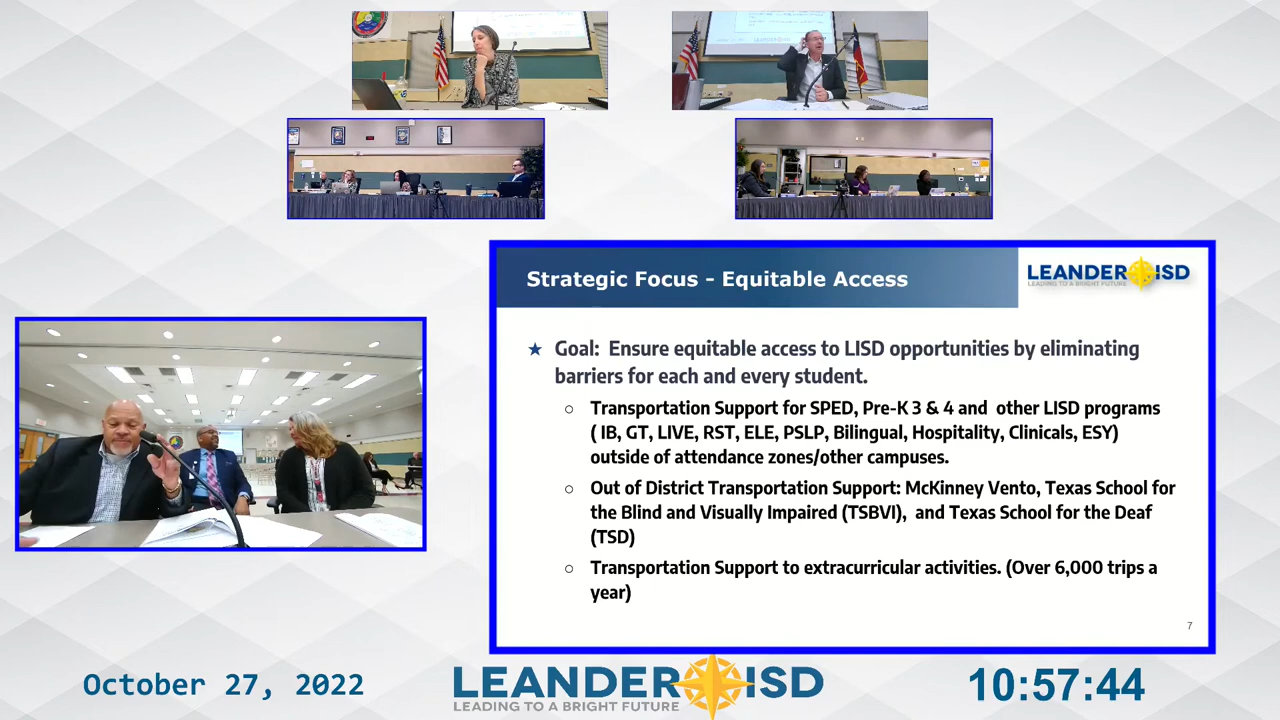 Strategic Focus - Equitable Access
LEANDER ISD
LEADING TO A BRIGHT FUTURE
★ Goal: Ensure equitable access to LISD opportunities by eliminating
barriers for each and every student.
○ Transportation Support for SPED, Pre-K 3 & 4 and other LISD programs
( IB, GT, LIVE, RST, ELE, PSLP, Bilingual, Hospitality, Clinicals, ESY)
outside of attendance zones/other campuses.
○ Out of District Transportation Support: McKinney Vento, Texas School for
the Blind and Visually Impaired (TSBVI), and Texas School for the Deaf
(TSD)
○ Transportation Support to extracurricular activities. (Over 6,000 trips a
year)
7
October 27, 2022
LEANDER ISD
LEADING TO A BRIGHT FUTURE
10:57:44